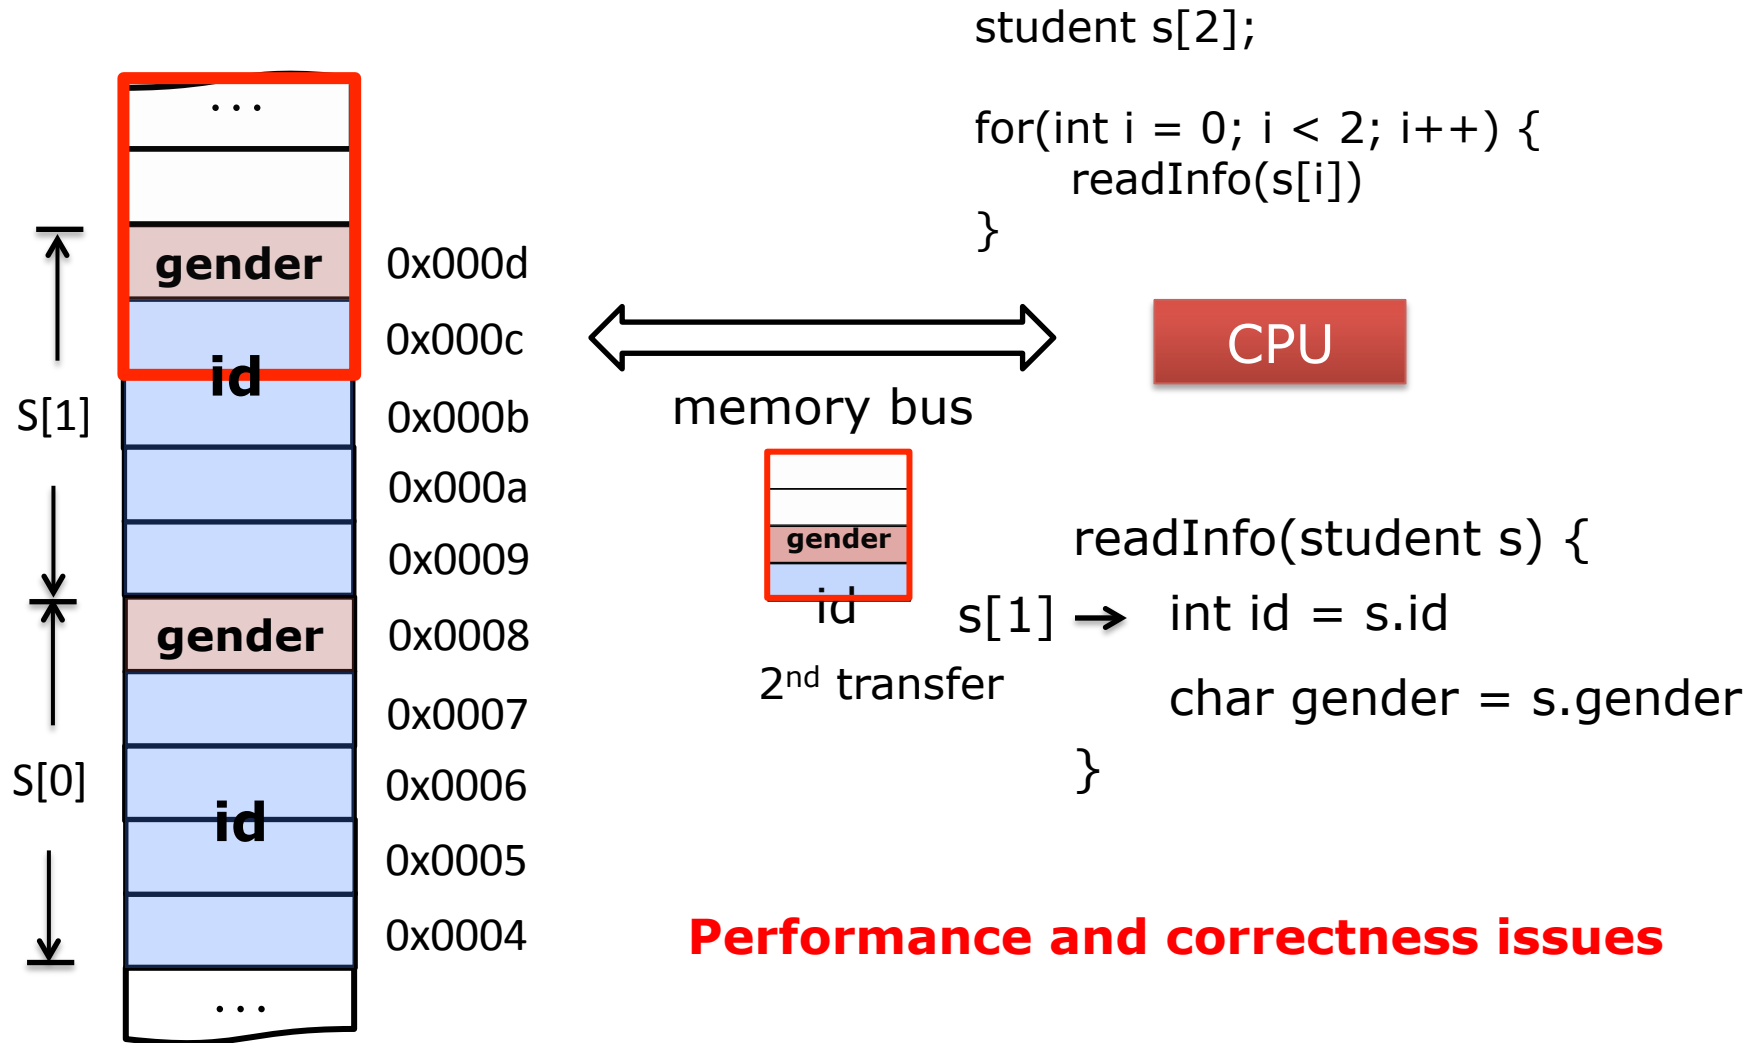 student s[2];
for(int i = 0; i < 2; i++) {
readInfo(s[i])
}
...
gender
0x000d
0x000c
id
S[1]
0x000b
0x000a
0x0009
gender
0x0008
0x0007
S[0]
0x0006
id
0x0005
0x0004
...
CPU
memory bus
gender
id
2nd transfer
readInfo(student s) {
s[1] → int id = s.id
char gender = s.gender
}
Performance and correctness issues